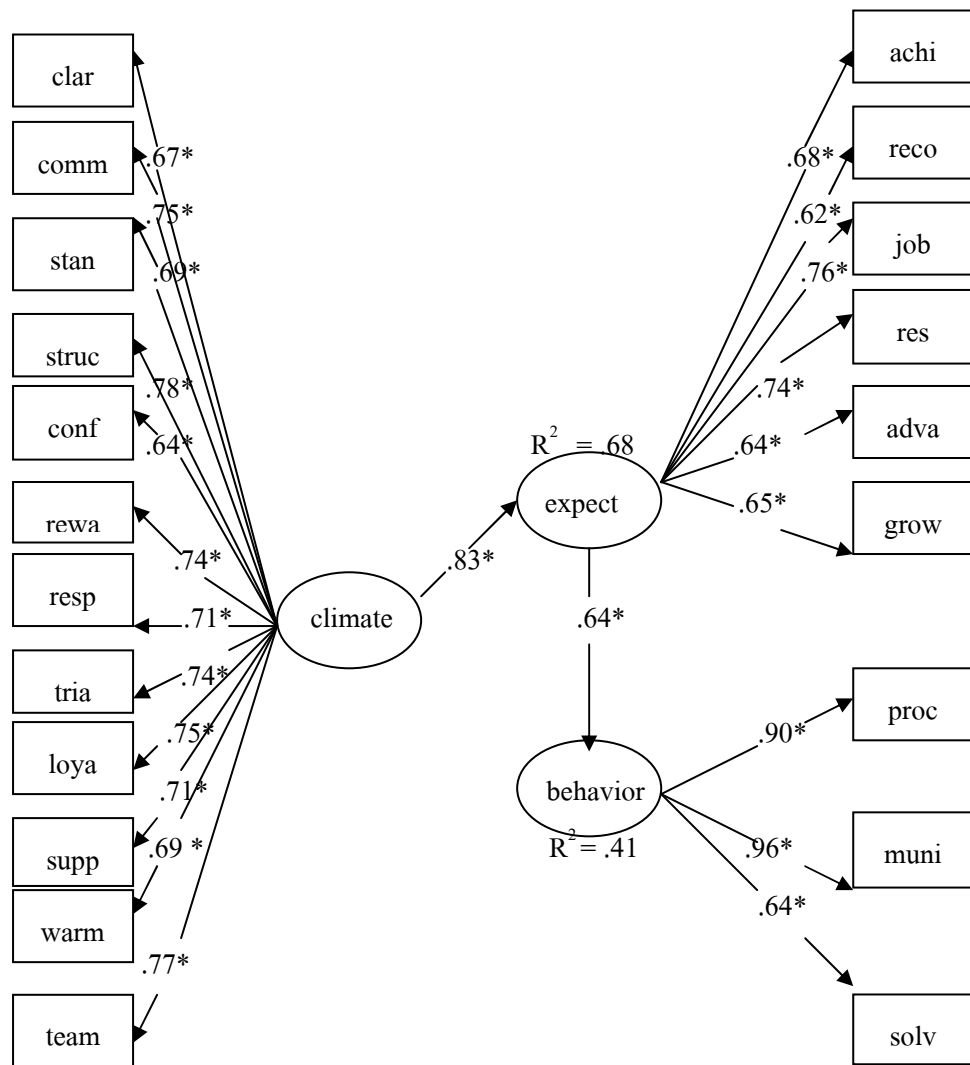 clar
comm
stan
struc
conf
rewa
resp
tria
loya
supp
warm
team
.67*
.75*
.69*
.78*
.64*
.74*
.71*
.74*
.75*
.71*
.69 *
.77*
climate
.83*
R2 = .68
expect
.64*
behavior
R2 = .41
.68*
.62*
.76*
.74*
.64*
.65*
.90*
.96*
.64*
achi
reco
job
res
adva
grow
proc
muni
solv